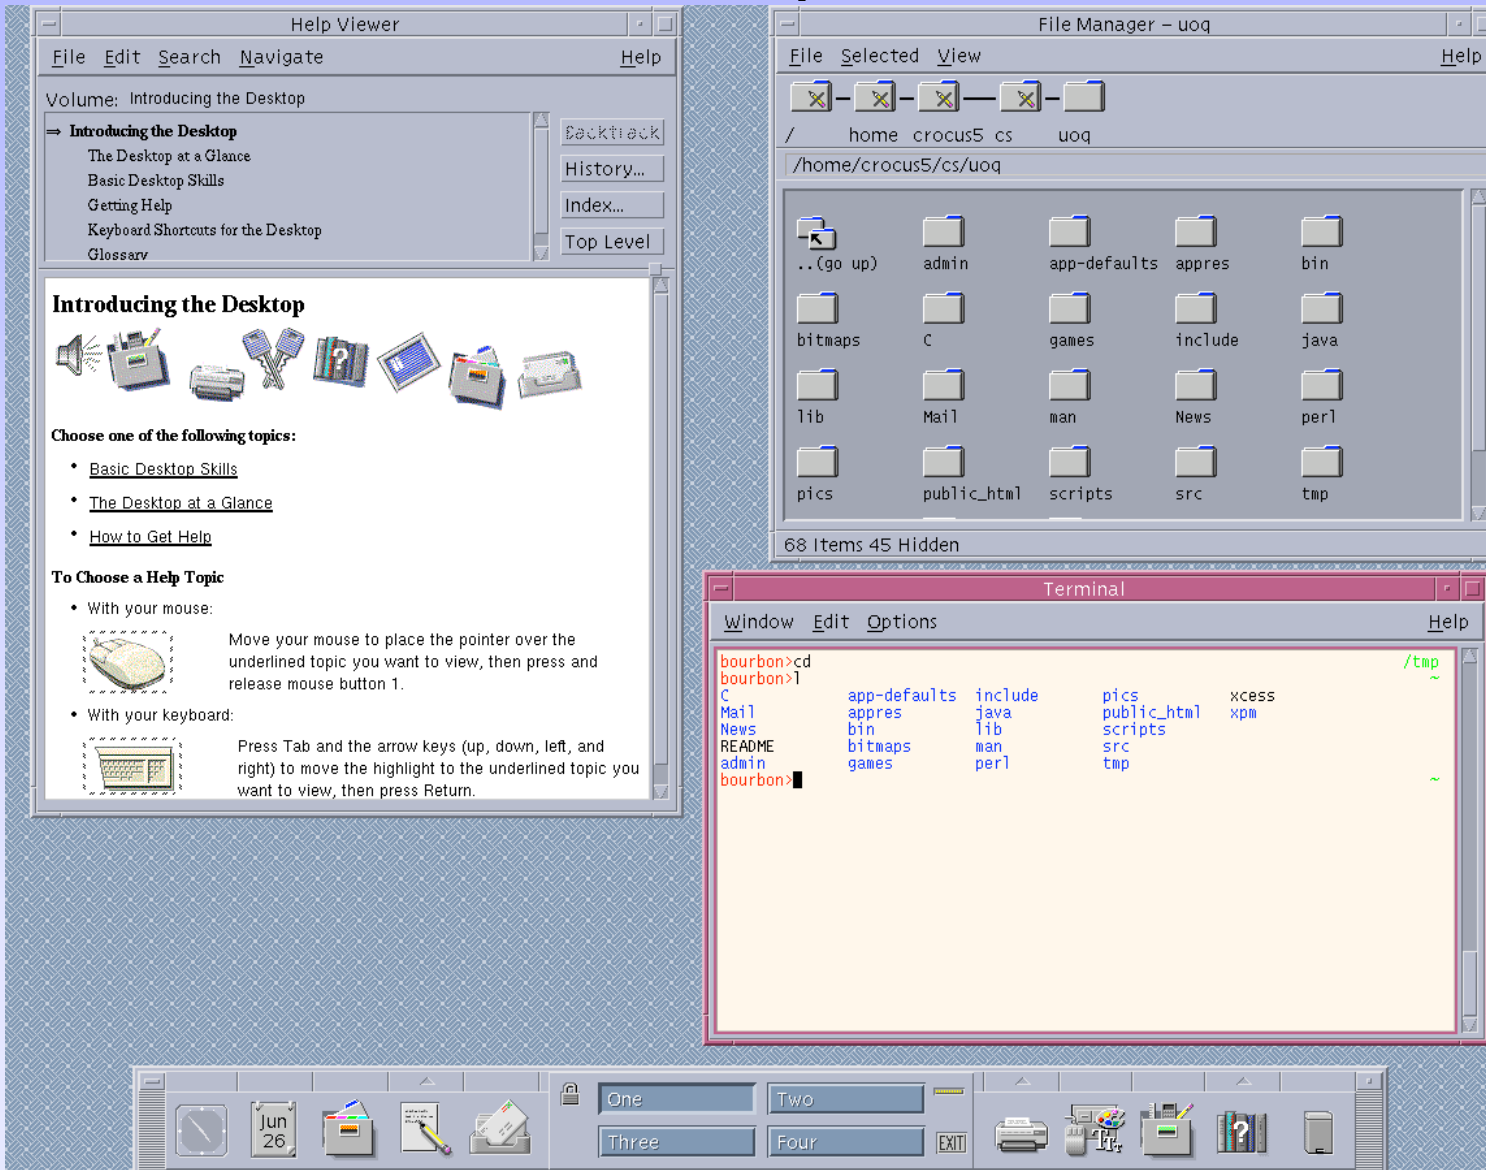 Help Viewer
File Edit Search Navigate Help
Volume: Introducing the Desktop
⇒ Introducing the Desktop
The Desktop at a Glance
Basic Desktop Skills
Getting Help
Keyboard Shortcuts for the Desktop
Glossary
Backtrack
History...
Index...
Top Level
Introducing the Desktop
Choose one of the following topics:
• Basic Desktop Skills
• The Desktop at a Glance
• How to Get Help
To Choose a Help Topic
• With your mouse:
Move your mouse to place the pointer over the
underlined topic you want to view, then press and
release mouse button 1.
• With your keyboard:
Press Tab and the arrow keys (up, down, left, and
right) to move the highlight to the underlined topic you
want to view, then press Return.
File Manager – uoq
File Selected View Help
/ home crocus5 cs uoq
/home/crocus5/cs/uoq
..(go up) admin app-defaults appres bin
bitmaps C games include java
lib Mail man News perl
pics public_html scripts src tmp
68 Items 45 Hidden
Terminal
Window Edit Options Help
bourbon>cd /tmp
bourbon>l ~
C app-defaults include pics xcess
Mail appres java public_html xpm
News bin lib scripts
README bitmaps man src
admin games perl tmp
bourbon> ~
Jun
26
One Two
Three Four
EXIT
?